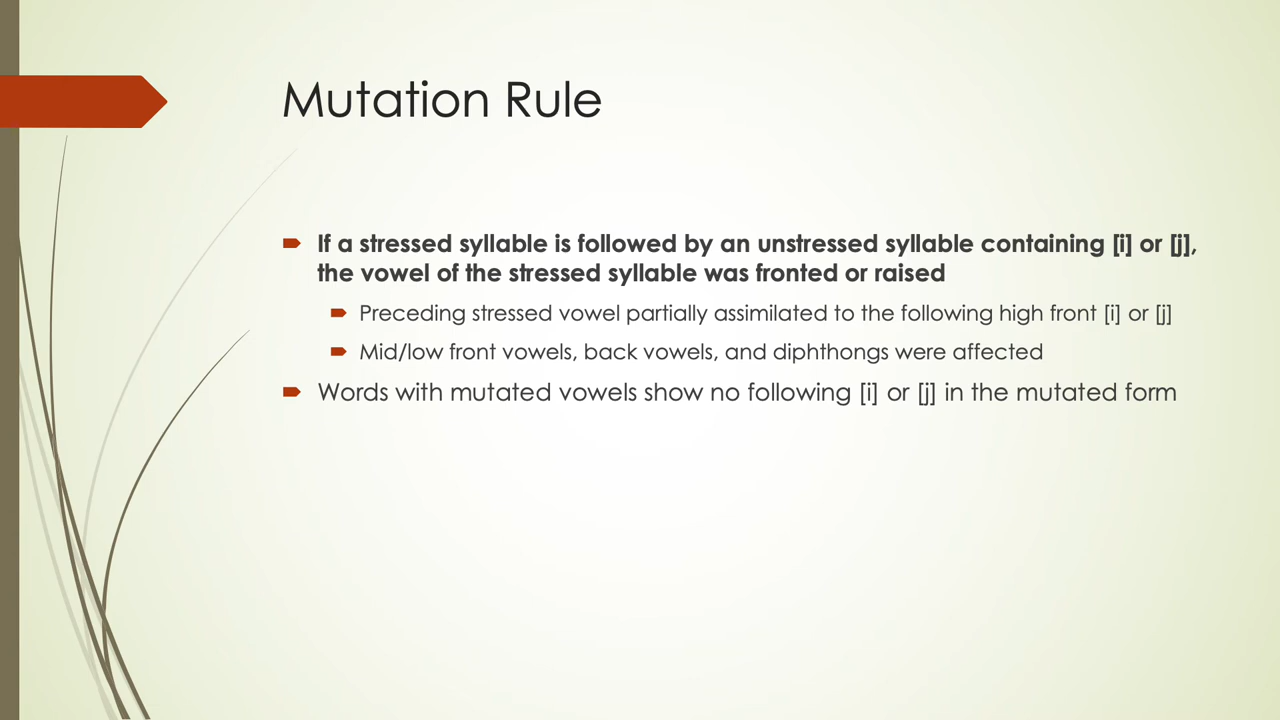 Mutation Rule
If a stressed syllable is followed by an unstressed syllable containing [i] or [j],
the vowel of the stressed syllable was fronted or raised
Preceding stressed vowel partially assimilated to the following high front [i] or [j]
Mid/low front vowels, back vowels, and diphthongs were affected
Words with mutated vowels show no following [i] or [j] in the mutated form